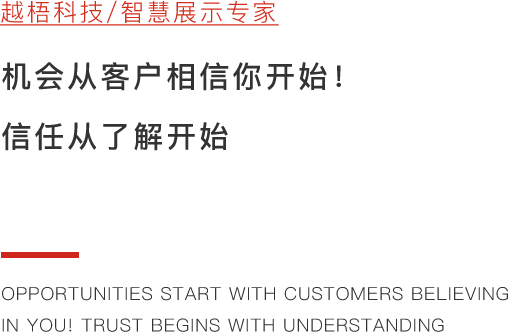 越梧科技/智慧展示专家
机会从客户相信你开始！
信任从了解开始
OPPORTUNITIES START WITH CUSTOMERS BELIEVING
IN YOU! TRUST BEGINS WITH UNDERSTANDING